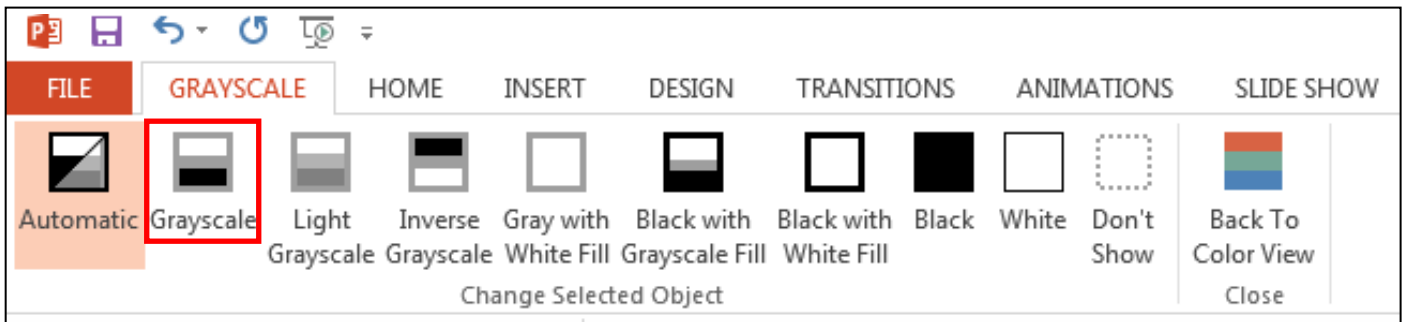 FILE GRAYSCALE HOME INSERT DESIGN TRANSITIONS ANIMATIONS SLIDE SHOW
Automatic Grayscale Light Inverse Gray with Black with Black with Black White Don't Back To
Grayscale Grayscale White Fill Grayscale Fill White Fill Show Color View
Change Selected Object Close